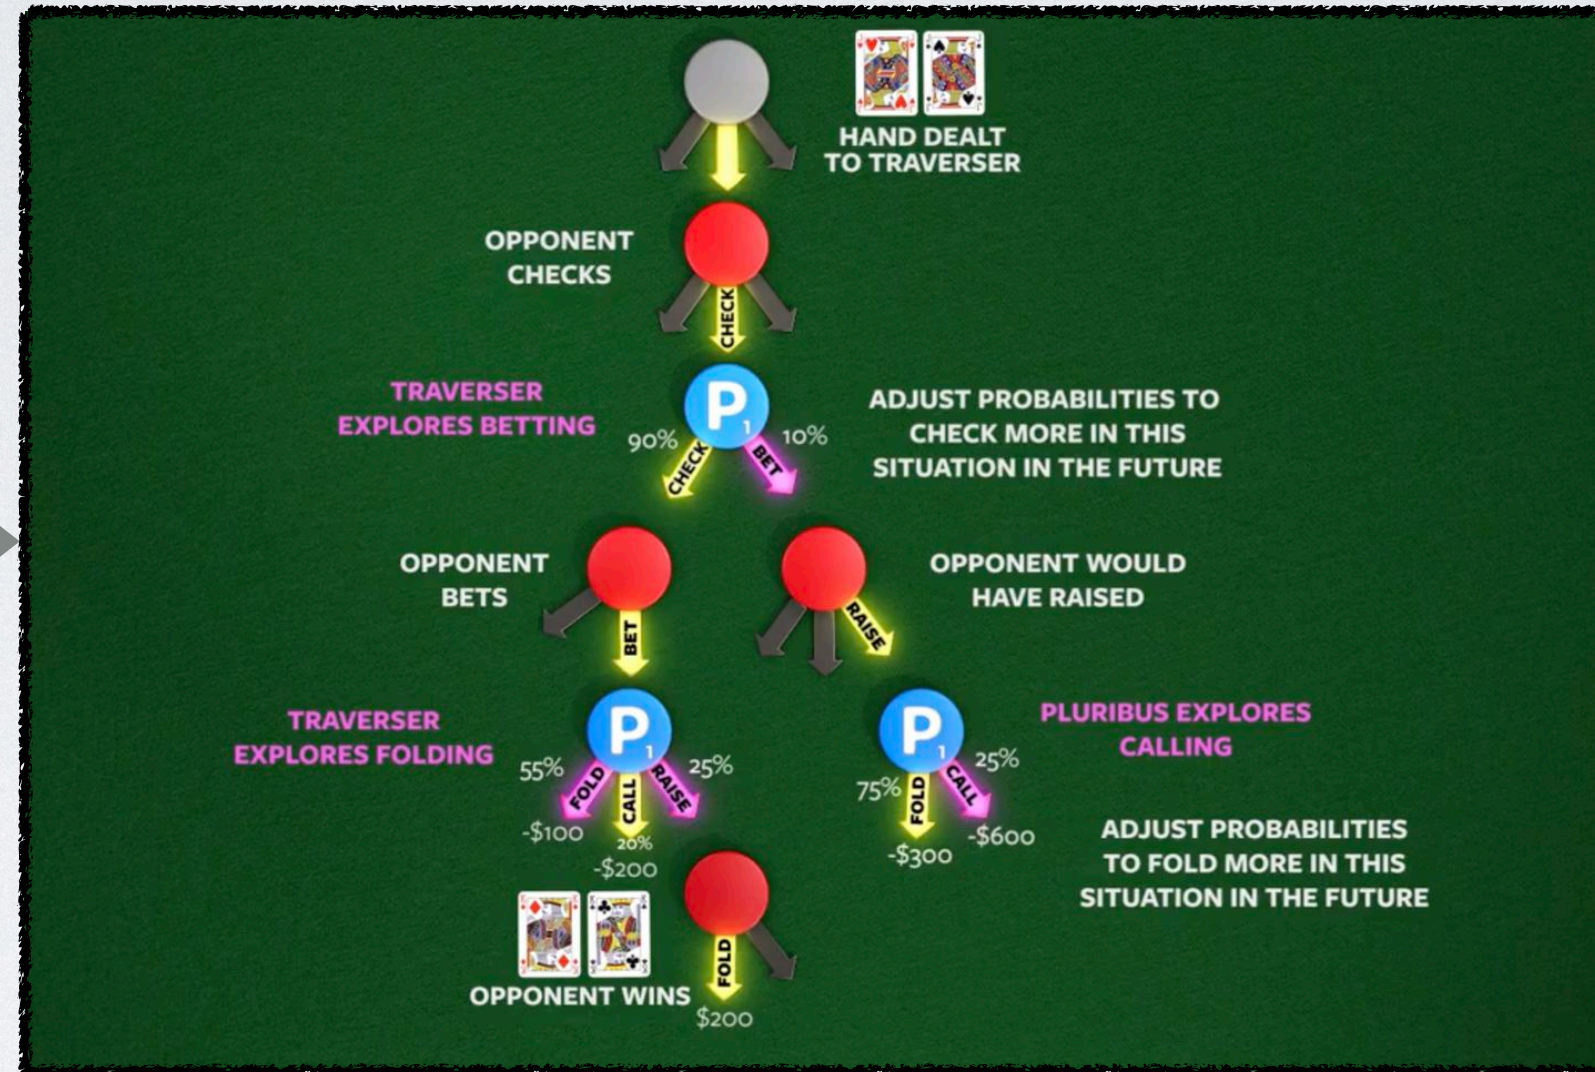 HAND DEALT
TO TRAVERSER
OPPONENT
CHECKS
CHECK
TRAVERSER
EXPLORES BETTING
P1
90%
10%
CHECK
BET
ADJUST PROBABILITIES TO
CHECK MORE IN THIS
SITUATION IN THE FUTURE
OPPONENT
BETS
BET
OPPONENT WOULD
HAVE RAISED
RAISE
TRAVERSER
EXPLORES FOLDING
P1
55%
25%
FOLD
CALL
RAISE
-$100
20%
-$200
P1
PLURIBUS EXPLORES
CALLING
75%
25%
FOLD
CALL
-$300
-$600
ADJUST PROBABILITIES
TO FOLD MORE IN THIS
SITUATION IN THE FUTURE
OPPONENT WINS
FOLD
$200